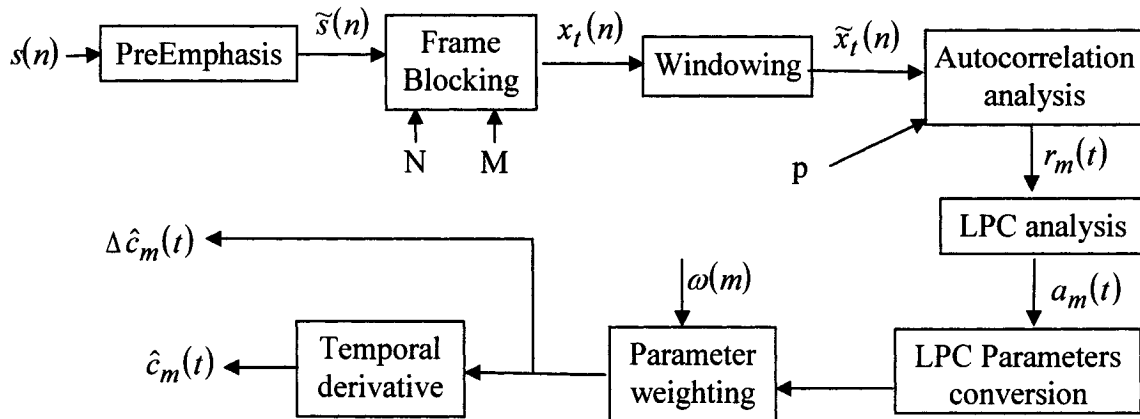 s(n)
PreEmphasis
s̃(n)
Frame
Blocking
x_t(n)
Windowing
x̃_t(n)
Autocorrelation
analysis
N
M
p
r_m(t)
LPC analysis
a_m(t)
LPC Parameters
conversion
ω(m)
Parameter
weighting
Δĉ_m(t)
Temporal
derivative
ĉ_m(t)